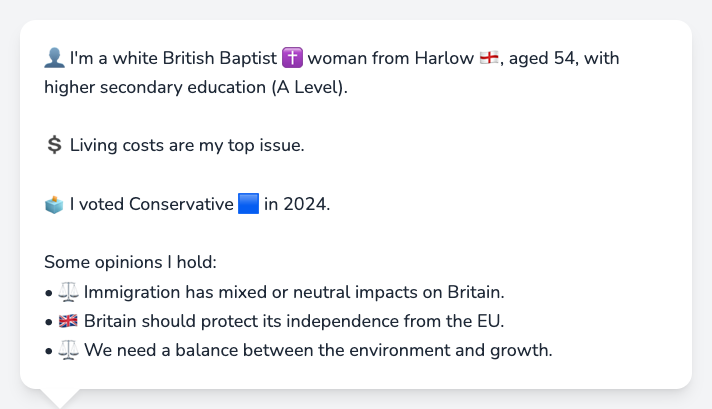 👤 I'm a white British Baptist ✝️ woman from Harlow 🏴󠁧󠁢󠁥󠁮󠁧󠁿, aged 54, with
higher secondary education (A Level).
💲 Living costs are my top issue.
🗳️ I voted Conservative 🟦 in 2024.
Some opinions I hold:
• ⚖️ Immigration has mixed or neutral impacts on Britain.
• 🇬🇧 Britain should protect its independence from the EU.
• ⚖️ We need a balance between the environment and growth.